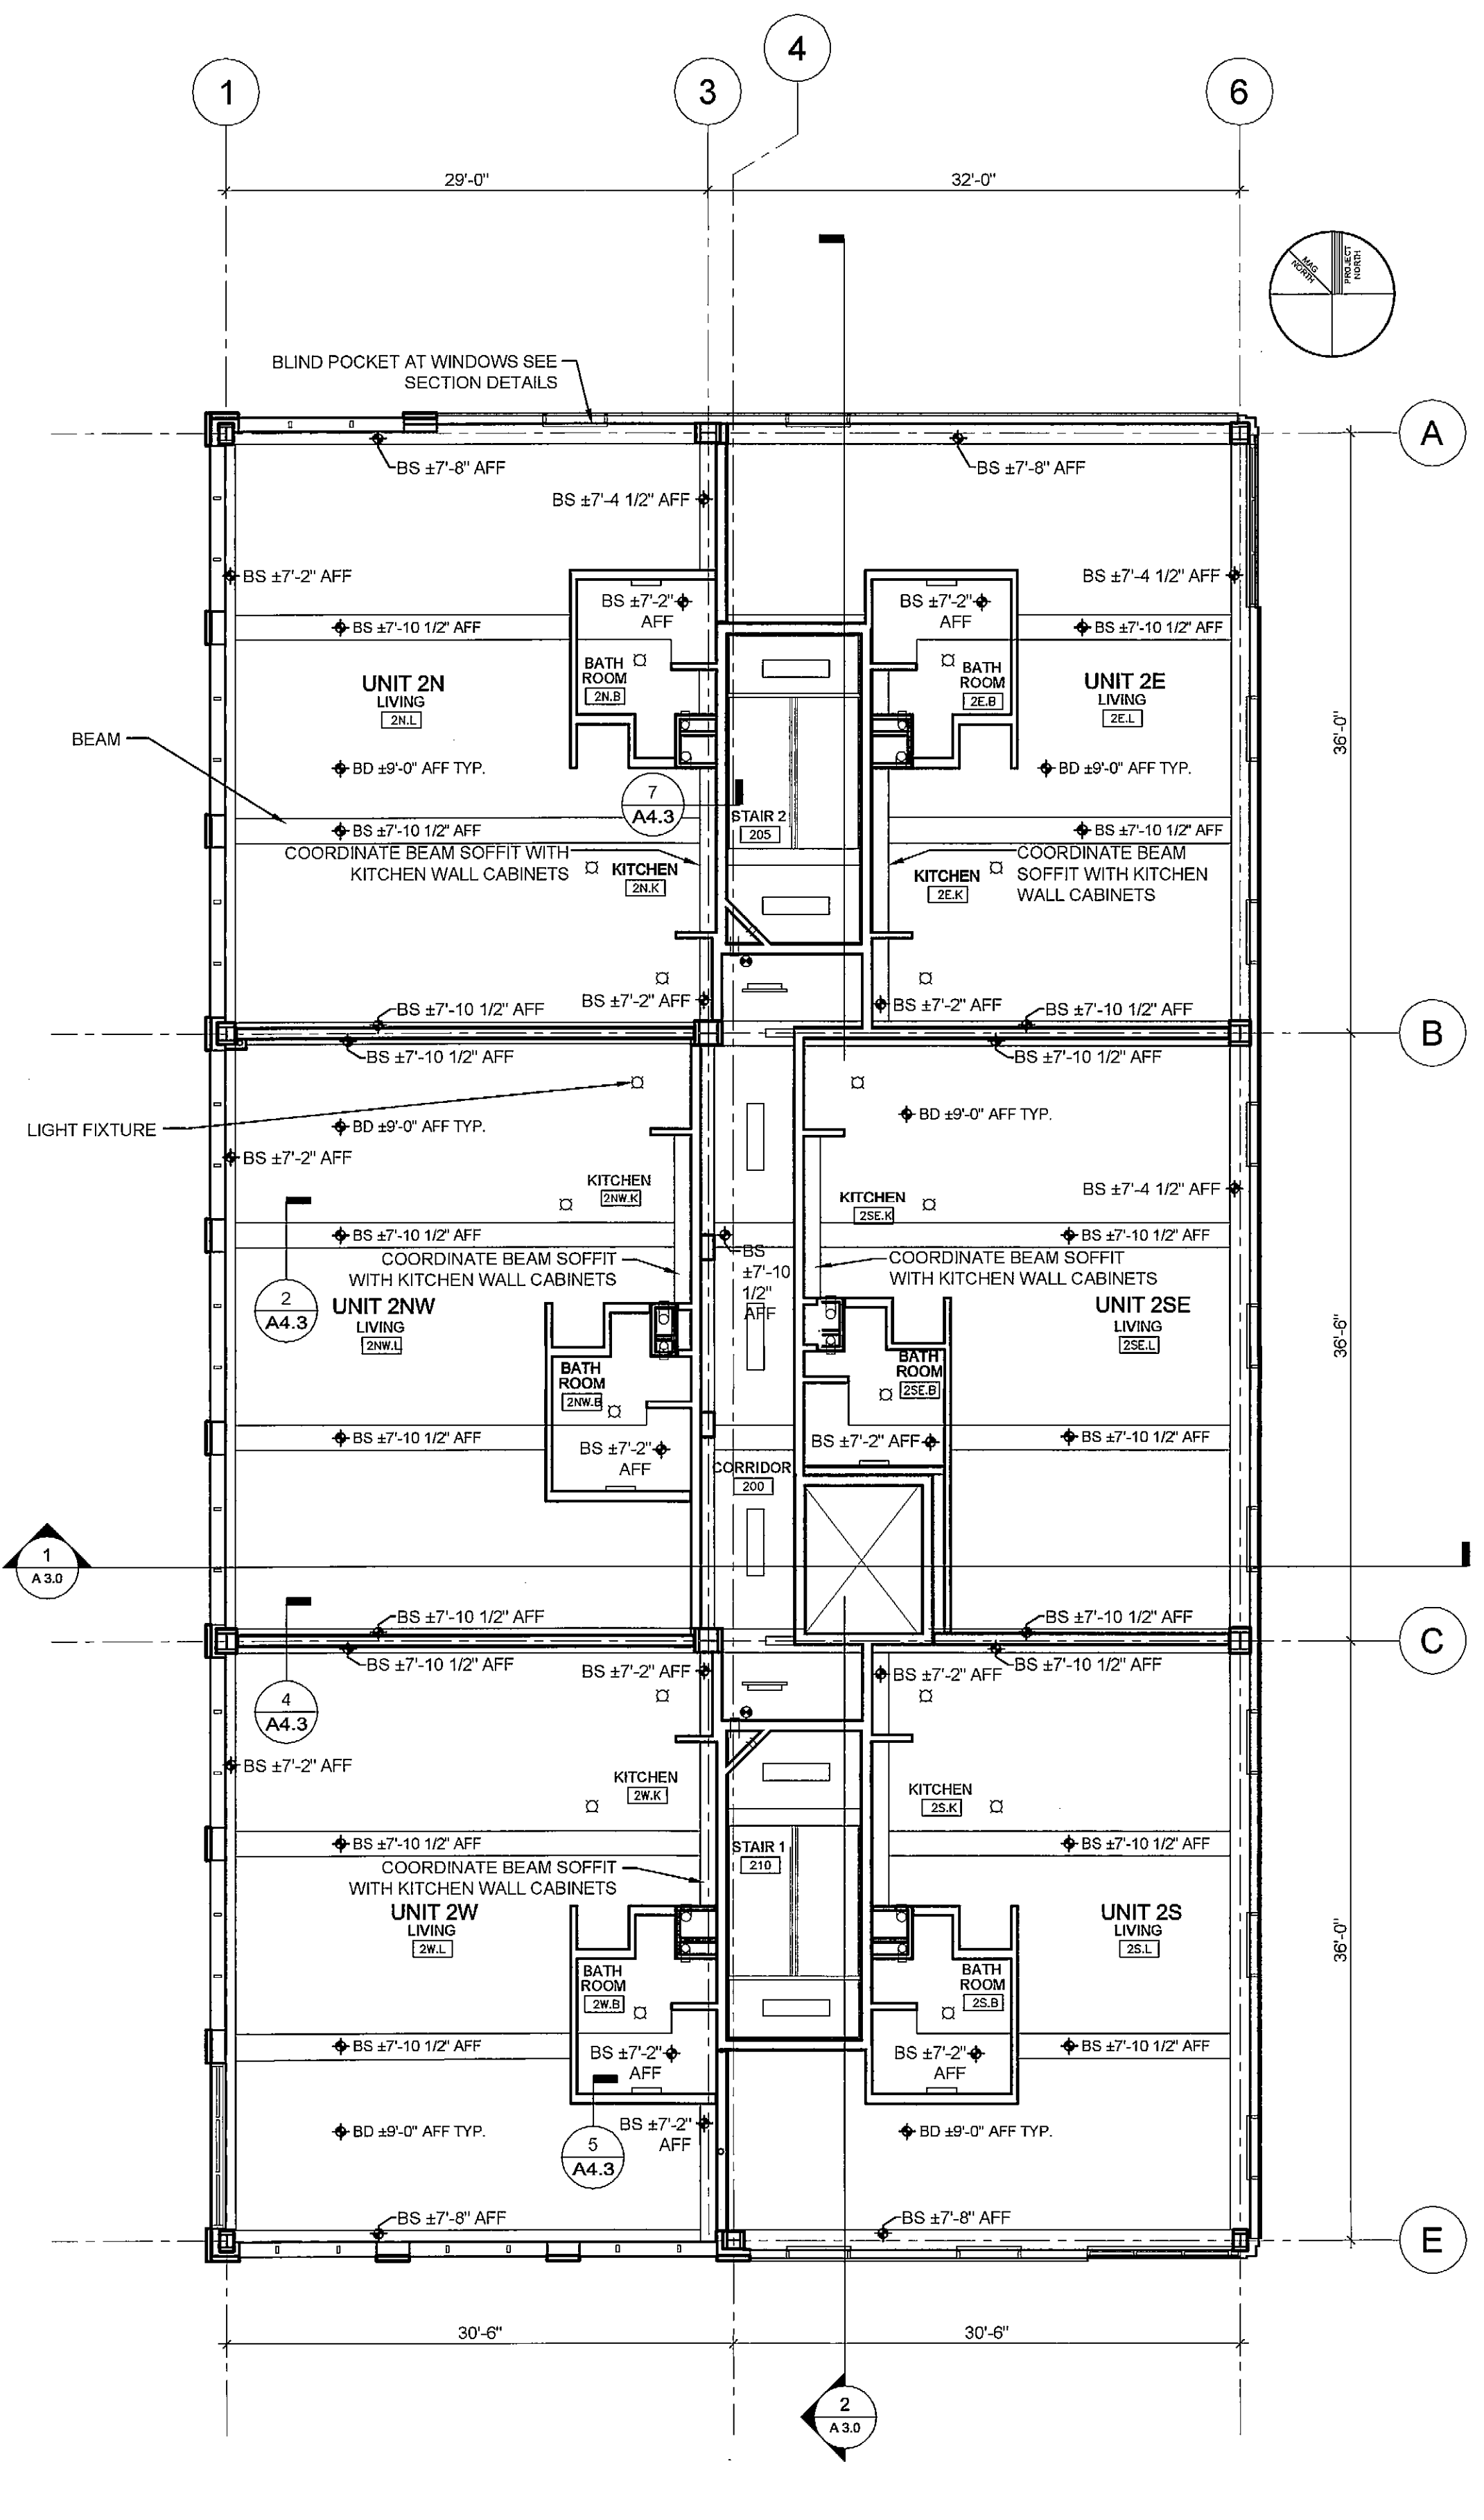 4
1
3
6
29'-0"
32'-0"
MAG
NORTH
PROJECT
NORTH
BLIND POCKET AT WINDOWS SEE
SECTION DETAILS
A
BS ±7'-8" AFF
BS ±7'-8" AFF
BS ±7'-4 1/2" AFF
BS ±7'-2" AFF
BS ±7'-4 1/2" AFF
BS ±7'-2"
AFF
BS ±7'-2"
AFF
BS ±7'-10 1/2" AFF
BS ±7'-10 1/2" AFF
BATH
ROOM
2N.B
BATH
ROOM
2E.B
UNIT 2N
LIVING
2N.L
UNIT 2E
LIVING
2E.L
36'-0"
BEAM
BD ±9'-0" AFF TYP.
BD ±9'-0" AFF TYP.
7
A4.3
STAIR 2
205
BS ±7'-10 1/2" AFF
BS ±7'-10 1/2" AFF
COORDINATE BEAM SOFFIT WITH
KITCHEN WALL CABINETS
KITCHEN
2N.K
COORDINATE BEAM
SOFFIT WITH KITCHEN
WALL CABINETS
KITCHEN
2E.K
BS ±7'-10 1/2" AFF
BS ±7'-2" AFF
BS ±7'-2" AFF
BS ±7'-10 1/2" AFF
B
BS ±7'-10 1/2" AFF
BS ±7'-10 1/2" AFF
LIGHT FIXTURE
BD ±9'-0" AFF TYP.
BD ±9'-0" AFF TYP.
BS ±7'-2" AFF
KITCHEN
2NW.K
KITCHEN
2SE.K
BS ±7'-4 1/2" AFF
BS ±7'-10 1/2" AFF
BS
±7'-10
1/2"
AFF
BS ±7'-10 1/2" AFF
COORDINATE BEAM SOFFIT
WITH KITCHEN WALL CABINETS
COORDINATE BEAM SOFFIT
WITH KITCHEN WALL CABINETS
2
A4.3
UNIT 2NW
LIVING
2NW.L
UNIT 2SE
LIVING
2SE.L
36'-6"
BATH
ROOM
2NW.B
BATH
ROOM
2SE.B
BS ±7'-10 1/2" AFF
BS ±7'-2"
AFF
BS ±7'-2" AFF
BS ±7'-10 1/2" AFF
CORRIDOR
200
1
A 3.0
BS ±7'-10 1/2" AFF
BS ±7'-10 1/2" AFF
C
BS ±7'-10 1/2" AFF
BS ±7'-2" AFF
BS ±7'-2" AFF
BS ±7'-10 1/2" AFF
4
A4.3
BS ±7'-2" AFF
KITCHEN
2W.K
KITCHEN
2S.K
BS ±7'-10 1/2" AFF
STAIR 1
210
BS ±7'-10 1/2" AFF
COORDINATE BEAM SOFFIT
WITH KITCHEN WALL CABINETS
UNIT 2W
LIVING
2W.L
UNIT 2S
LIVING
2S.L
36'-0"
BATH
ROOM
2W.B
BATH
ROOM
2S.B
BS ±7'-10 1/2" AFF
BS ±7'-2"
AFF
BS ±7'-2"
AFF
BS ±7'-10 1/2" AFF
BD ±9'-0" AFF TYP.
5
A4.3
BS ±7'-2"
AFF
BD ±9'-0" AFF TYP.
BS ±7'-8" AFF
BS ±7'-8" AFF
E
30'-6"
30'-6"
2
A 3.0